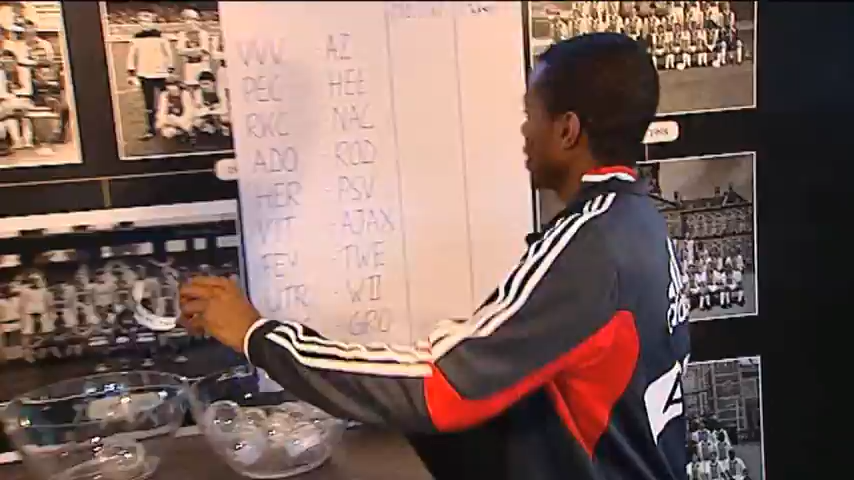 VVV - AZ
PEC - HEE
RKC - NAC
ADO - ROD
HER - PSV
VIT - AJAX
FEY - TWE
UTR - WII
GRO